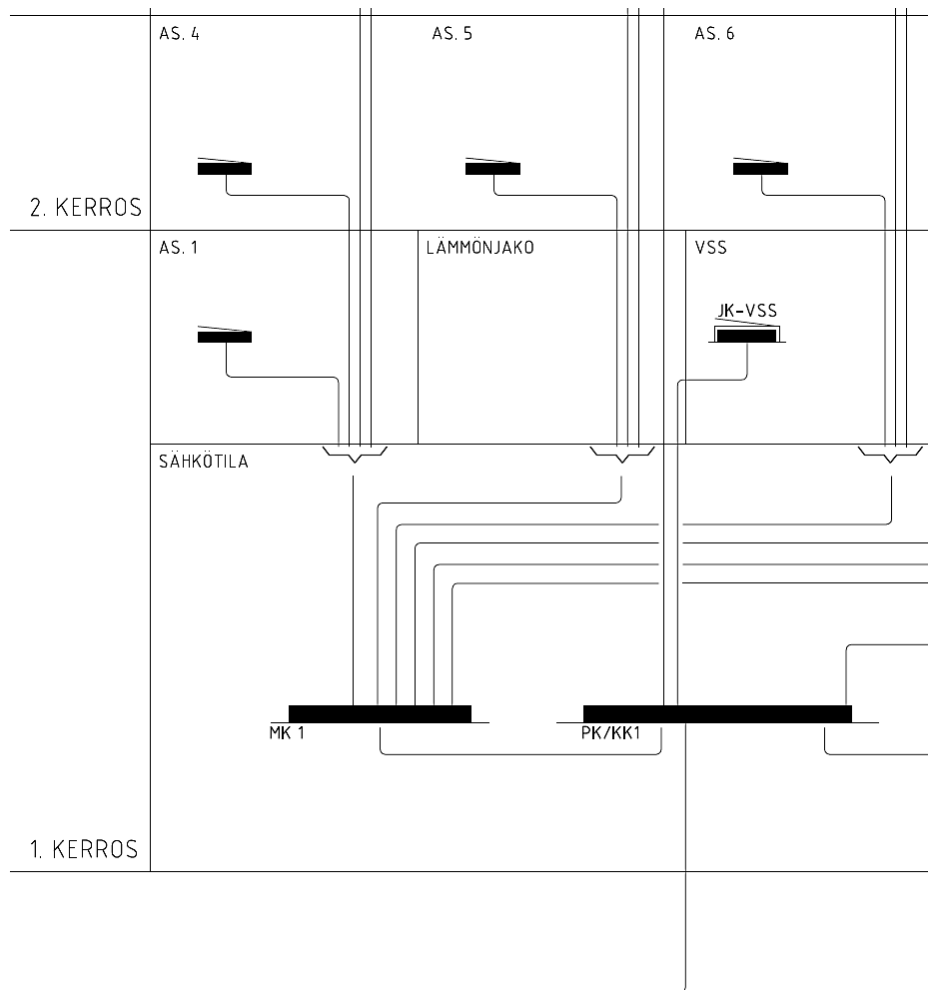 AS. 4
AS. 5
AS. 6
2. KERROS
AS. 1
LÄMMÖNJAKO
VSS
JK-VSS
SÄHKÖTILA
MK 1
PK/KK1
1. KERROS